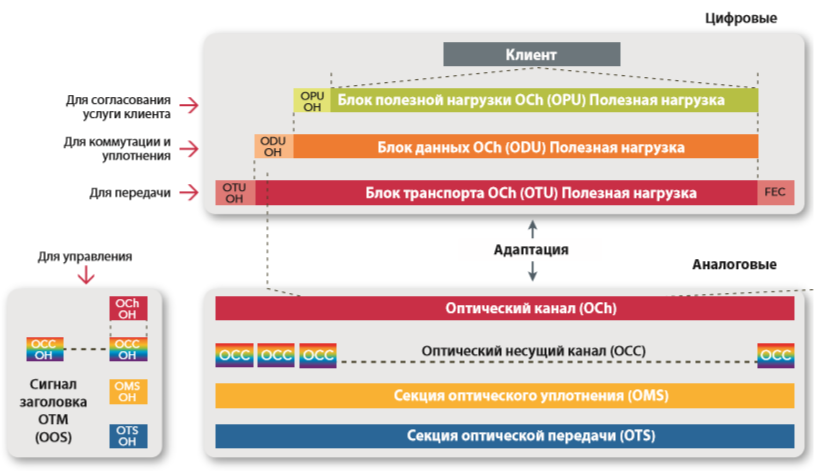 Цифровые
Клиент
Для согласования
услуги клиента
OPU
OH
Блок полезной нагрузки OCh (OPU) Полезная нагрузка
Для коммутации и
уплотнения
ODU
OH
Блок данных OCh (ODU) Полезная нагрузка
Для передачи
OTU
OH
Блок транспорта OCh (OTU) Полезная нагрузка
FEC
Адаптация
Для управления
Аналоговые
OCh
OH
OCC
OH
OCC
OH
Сигнал
заголовка
OTM
(OOS)
OMS
OH
OTS
OH
Оптический канал (OCh)
OCC OCC OCC
Оптический несущий канал (OCC)
OCC
Секция оптического уплотнения (OMS)
Секция оптической передачи (OTS)